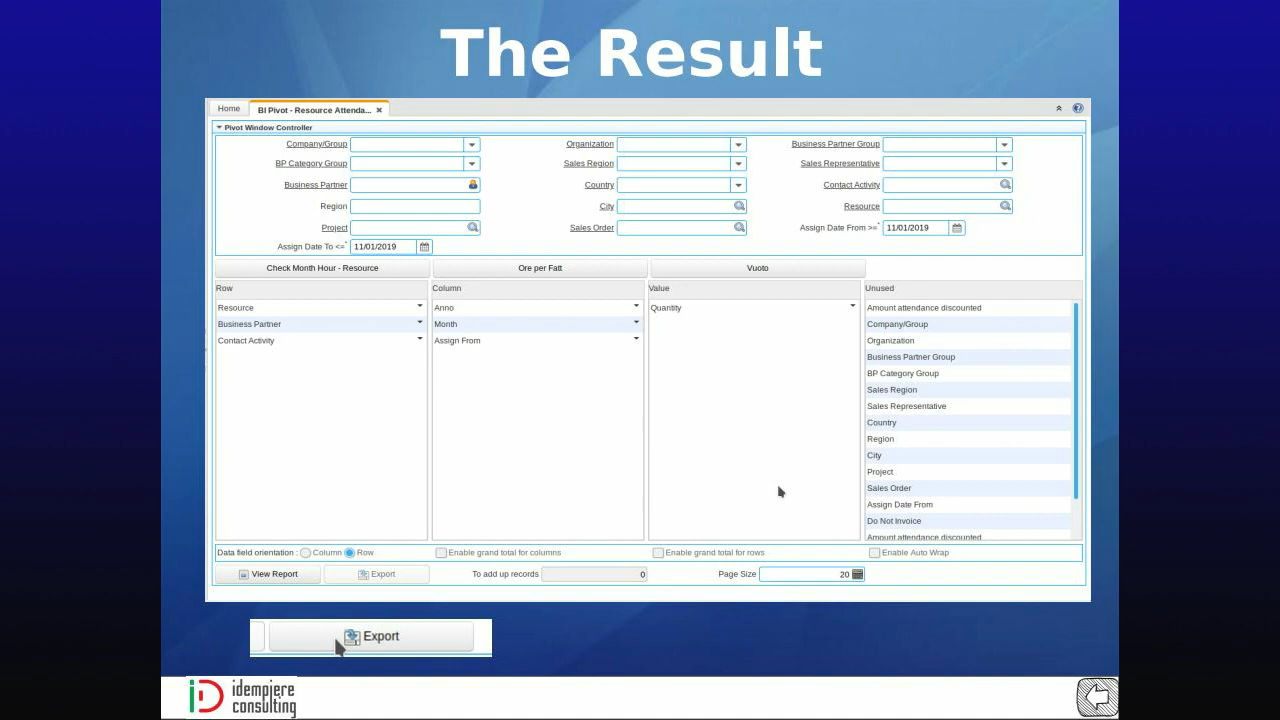 The Result
Home
BI Pivot - Resource Attenda...
Pivot Window Controller
Company/Group
Organization
Business Partner Group
BP Category Group
Sales Region
Sales Representative
Business Partner
Country
Contact Activity
Region
City
Resource
Project
Sales Order
Assign Date From >=* 11/01/2019
Assign Date To <=* 11/01/2019
Check Month Hour - Resource
Ore per Fatt
Vuoto
Row
Column
Value
Unused
Resource
Business Partner
Contact Activity
Anno
Month
Assign From
Quantity
Amount attendance discounted
Company/Group
Organization
Business Partner Group
BP Category Group
Sales Region
Sales Representative
Country
Region
City
Project
Sales Order
Assign Date From
Do Not Invoice
Amount attendance discounted
Data field orientation : Column Row
Enable grand total for columns
Enable grand total for rows
Enable Auto Wrap
View Report
Export
To add up records 0
Page Size 20
Export
idempiere
consulting